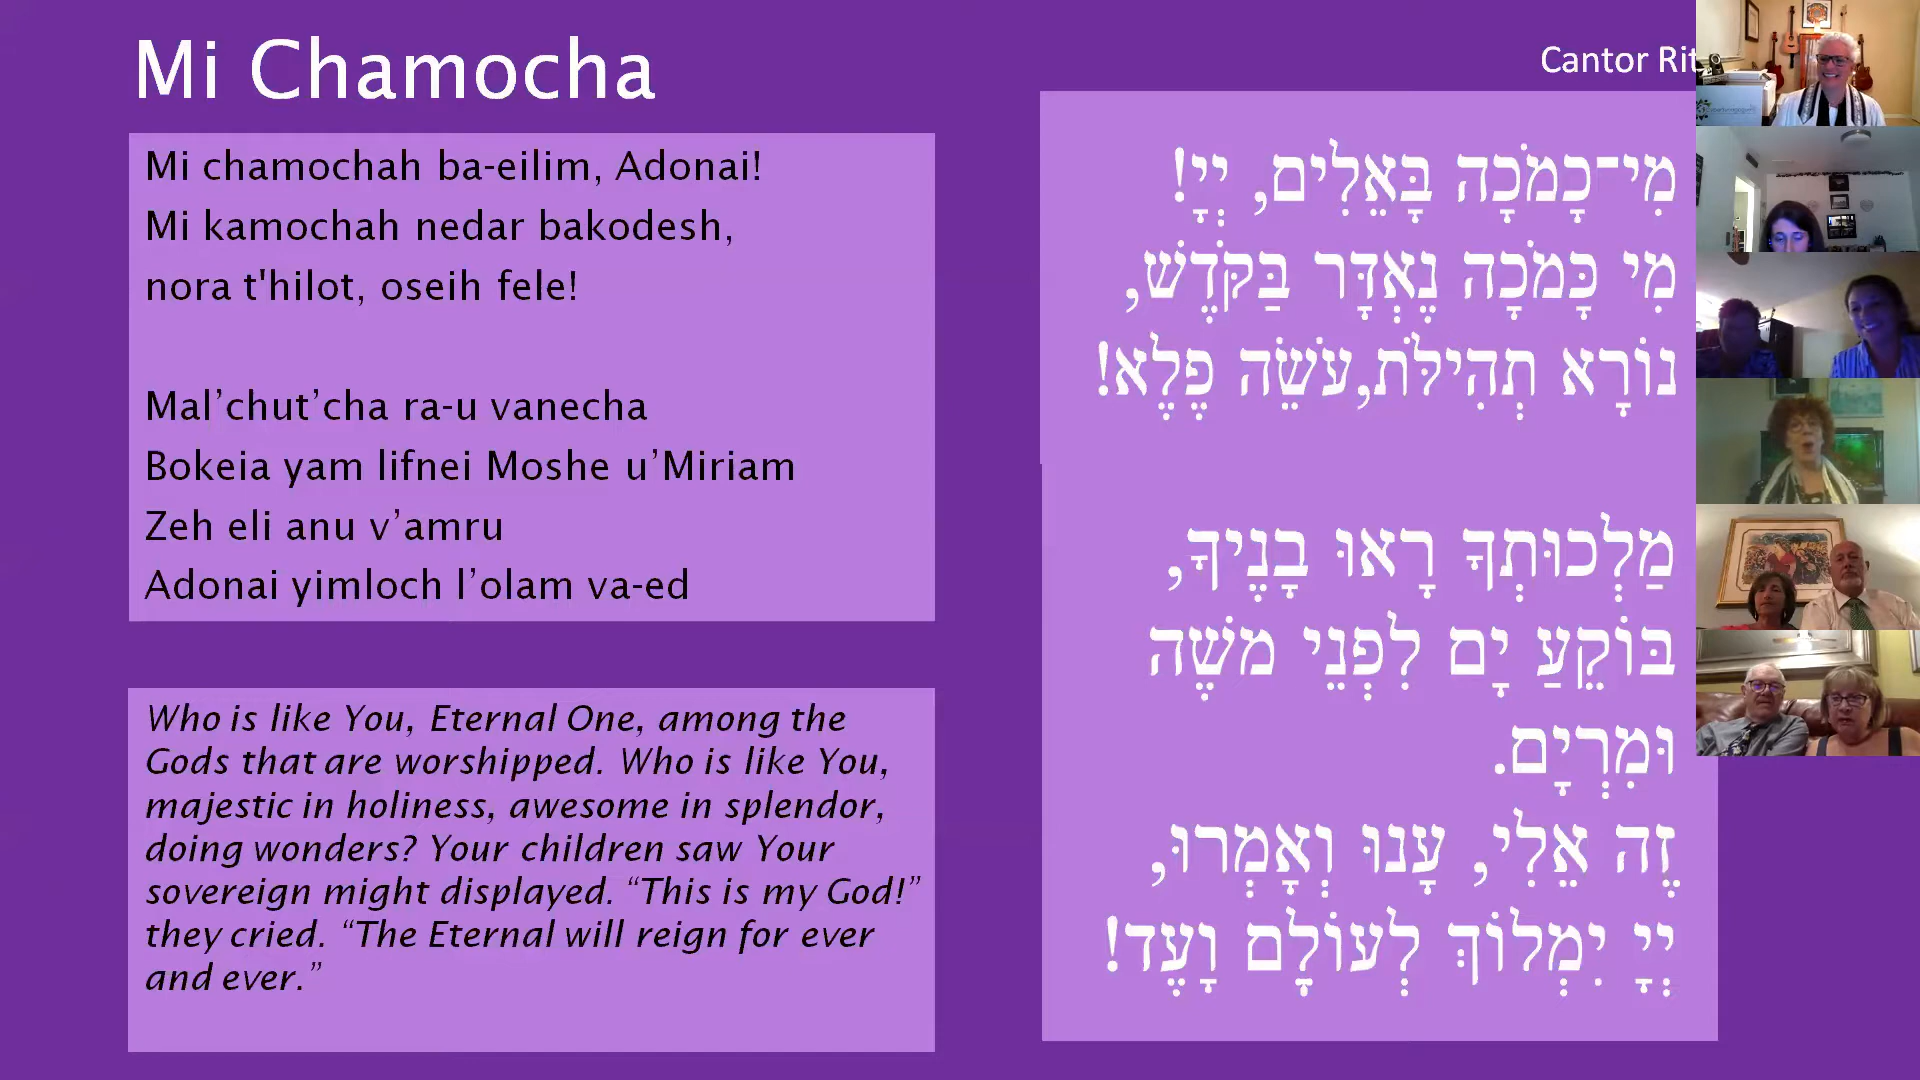 Mi Chamocha
Cantor
Mi chamochah ba-eilim, Adonai!
Mi kamochah nedar bakodesh,
nora t'hilot, oseih fele!
Mal’chut’cha ra-u vanecha
Bokeia yam lifnei Moshe u’Miriam
Zeh eli anu v’amru
Adonai yimloch l’olam va-ed
Who is like You, Eternal One, among the
Gods that are worshipped. Who is like You,
majestic in holiness, awesome in splendor,
doing wonders? Your children saw Your
sovereign might displayed. “This is my God!”
they cried. “The Eternal will reign for ever
and ever.”
מִי־כָמֹכָה בָּאֵלִים, יְיָ!
מִי כָּמֹכָה נֶאְדָּר בַּקֹּדֶשׁ,
נוֹרָא תְהִילֹּת,עֹשֵׂה פֶלֶא!
מַלְכוּתְךָ רָאוּ בָנֶיךָ,
בּוֹקֵעַ יָם לִפְנֵי משֶׁה
וּמִרְיָם.
זֶה אֵלִי, עָנוּ וְאָמְרוּ,
יְיָ יִמְלוֹךְ לְעוֹלָם וָעֶד!